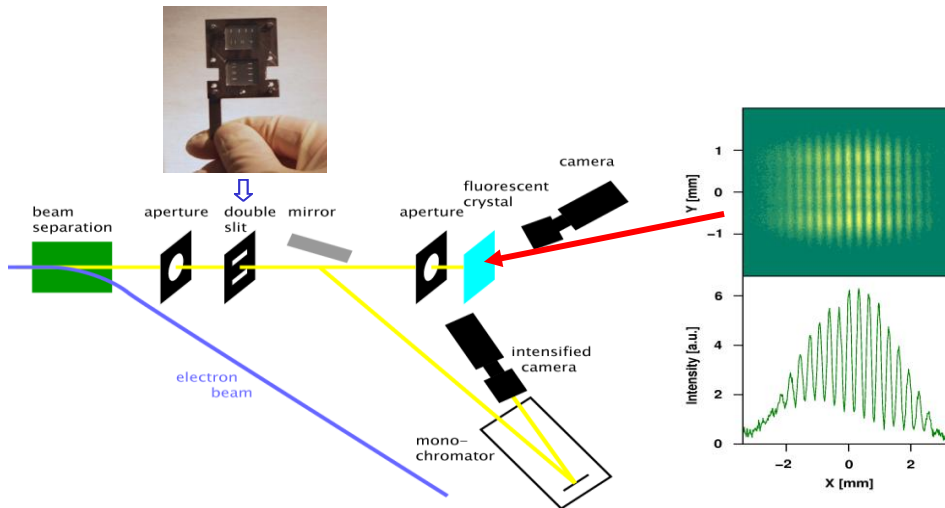 camera
fluorescent
crystal
beam
separation
aperture
double
slit
mirror
aperture
electron
beam
intensified
camera
mono-
chromator
Y [mm]
1
0
−1
Intensity [a.u.]
6
4
2
0
−2
0
2
X [mm]